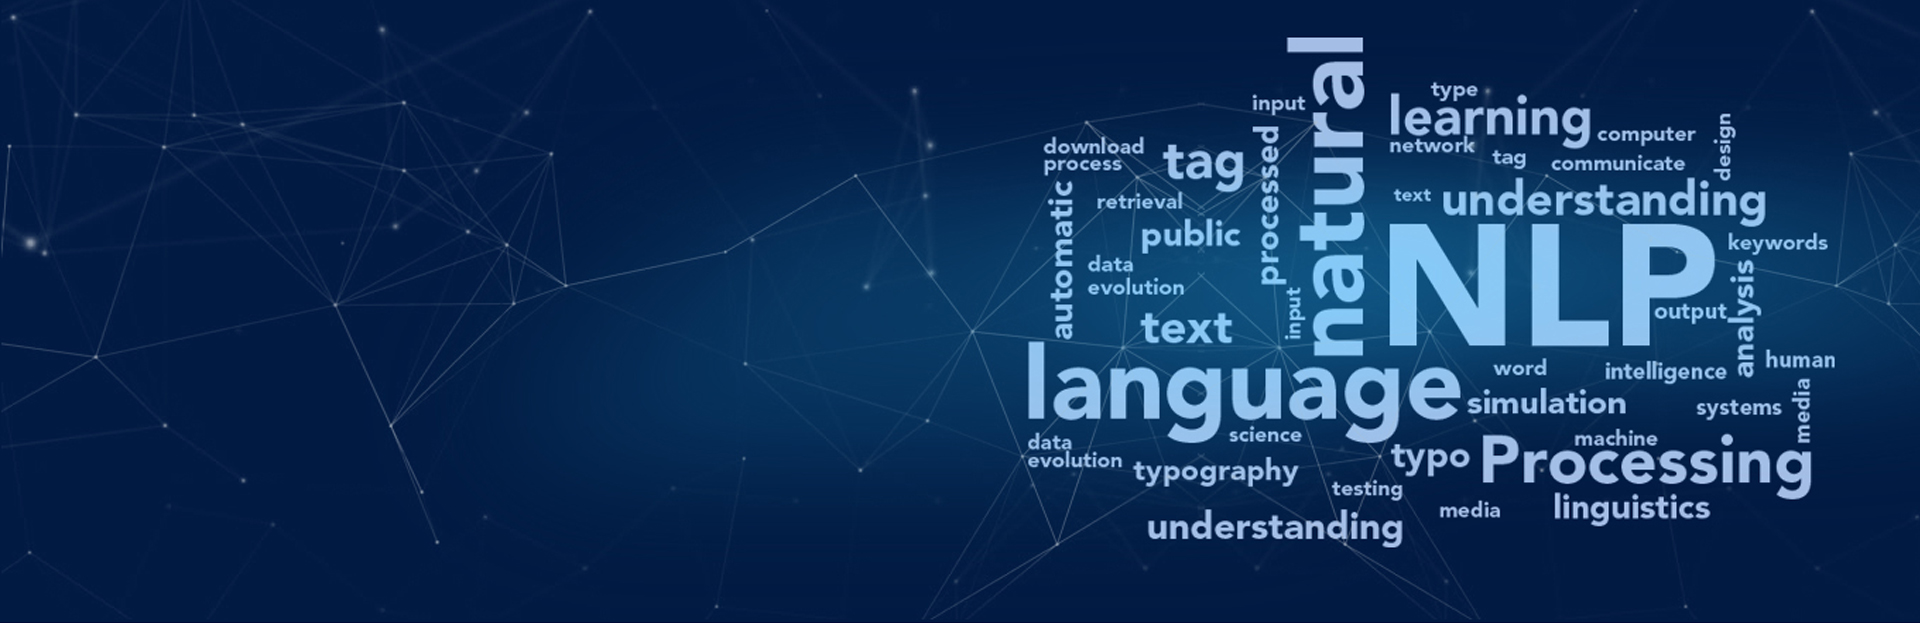 natural
input
type
learning
network
computer
design
tag
communicate
download
process
tag
processed
automatic
retrieval
public
text
understanding
NLP
keywords
data
evolution
input
text
output
analysis
language
word
intelligence
human
simulation
systems
media
science
data
evolution
typography
typo
machine
Processing
testing
media
linguistics
understanding